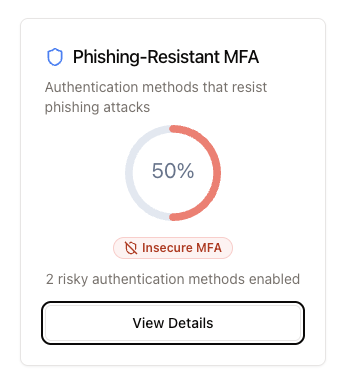 Phishing-Resistant MFA
Authentication methods that resist
phishing attacks
50%
Insecure MFA
2 risky authentication methods enabled
View Details